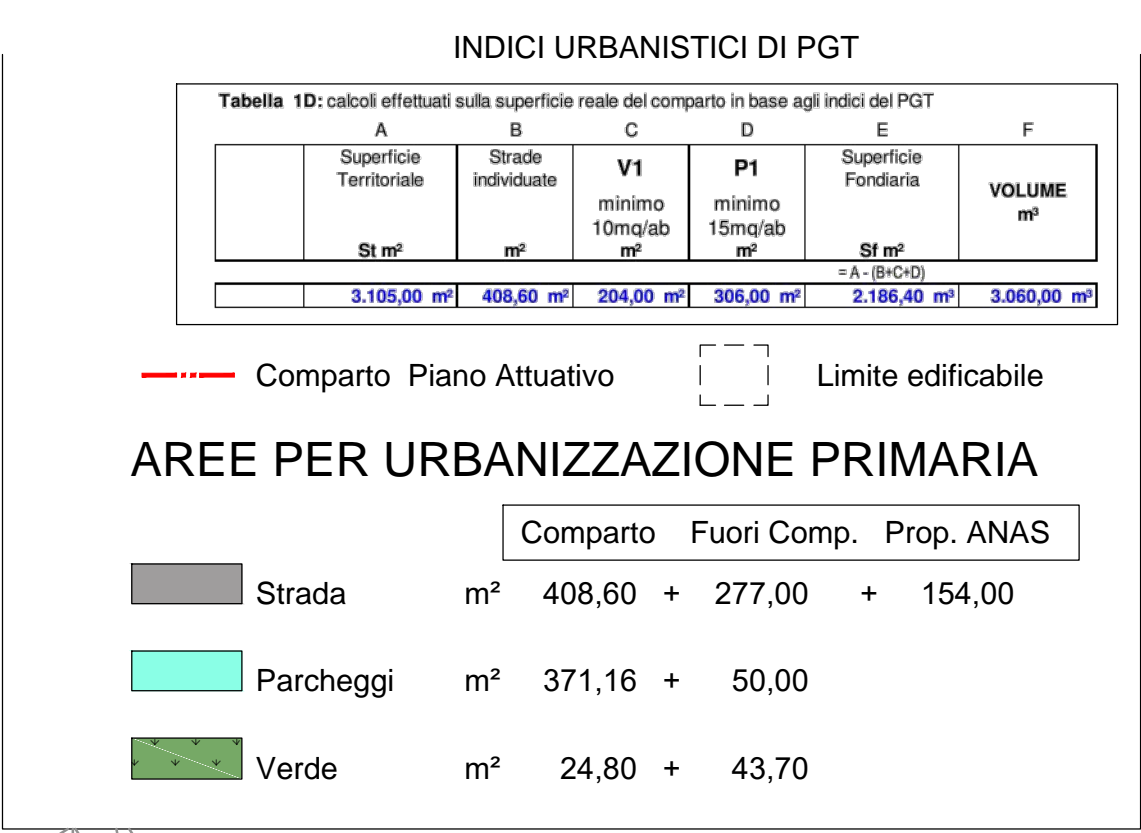 INDICI URBANISTICI DI PGT
Tabella 1D: calcoli effettuati sulla superficie reale del comparto in base agli indici del PGT
A B C D E F
Superficie Territoriale St m²
Strade individuate m²
V1 minimo 10mq/ab m²
P1 minimo 15mq/ab m²
Superficie Fondiaria Sf m²
VOLUME m³
= A - (B+C+D)
3.105,00 m² 408,60 m² 204,00 m² 306,00 m² 2.186,40 m³ 3.060,00 m³
Comparto Piano Attuativo Limite edificabile
AREE PER URBANIZZAZIONE PRIMARIA
Comparto Fuori Comp. Prop. ANAS
Strada m² 408,60 + 277,00 + 154,00
Parcheggi m² 371,16 + 50,00
Verde m² 24,80 + 43,70